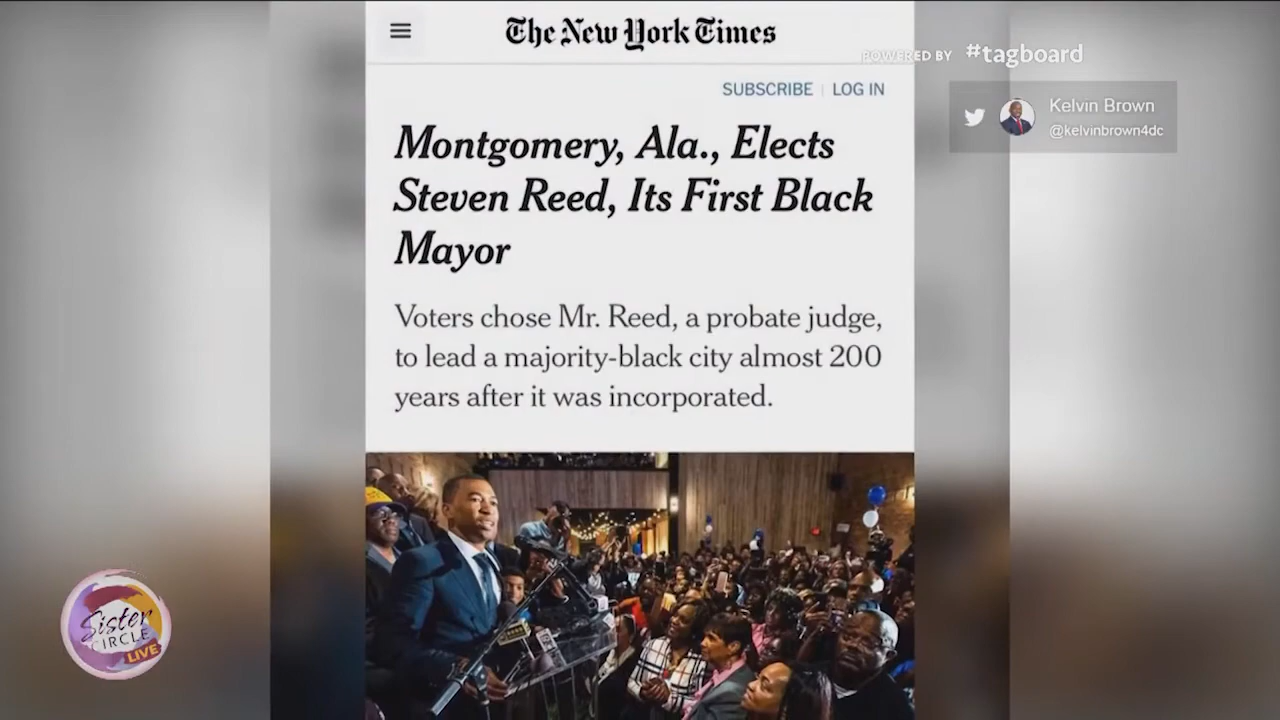 The New York Times
POWERED BY #tagboard
SUBSCRIBE | LOG IN
Kelvin Brown
@kelvinbrown4dc
Montgomery, Ala., Elects
Steven Reed, Its First Black
Mayor
Voters chose Mr. Reed, a probate judge,
to lead a majority-black city almost 200
years after it was incorporated.
Sister
CIRCLE
LIVE